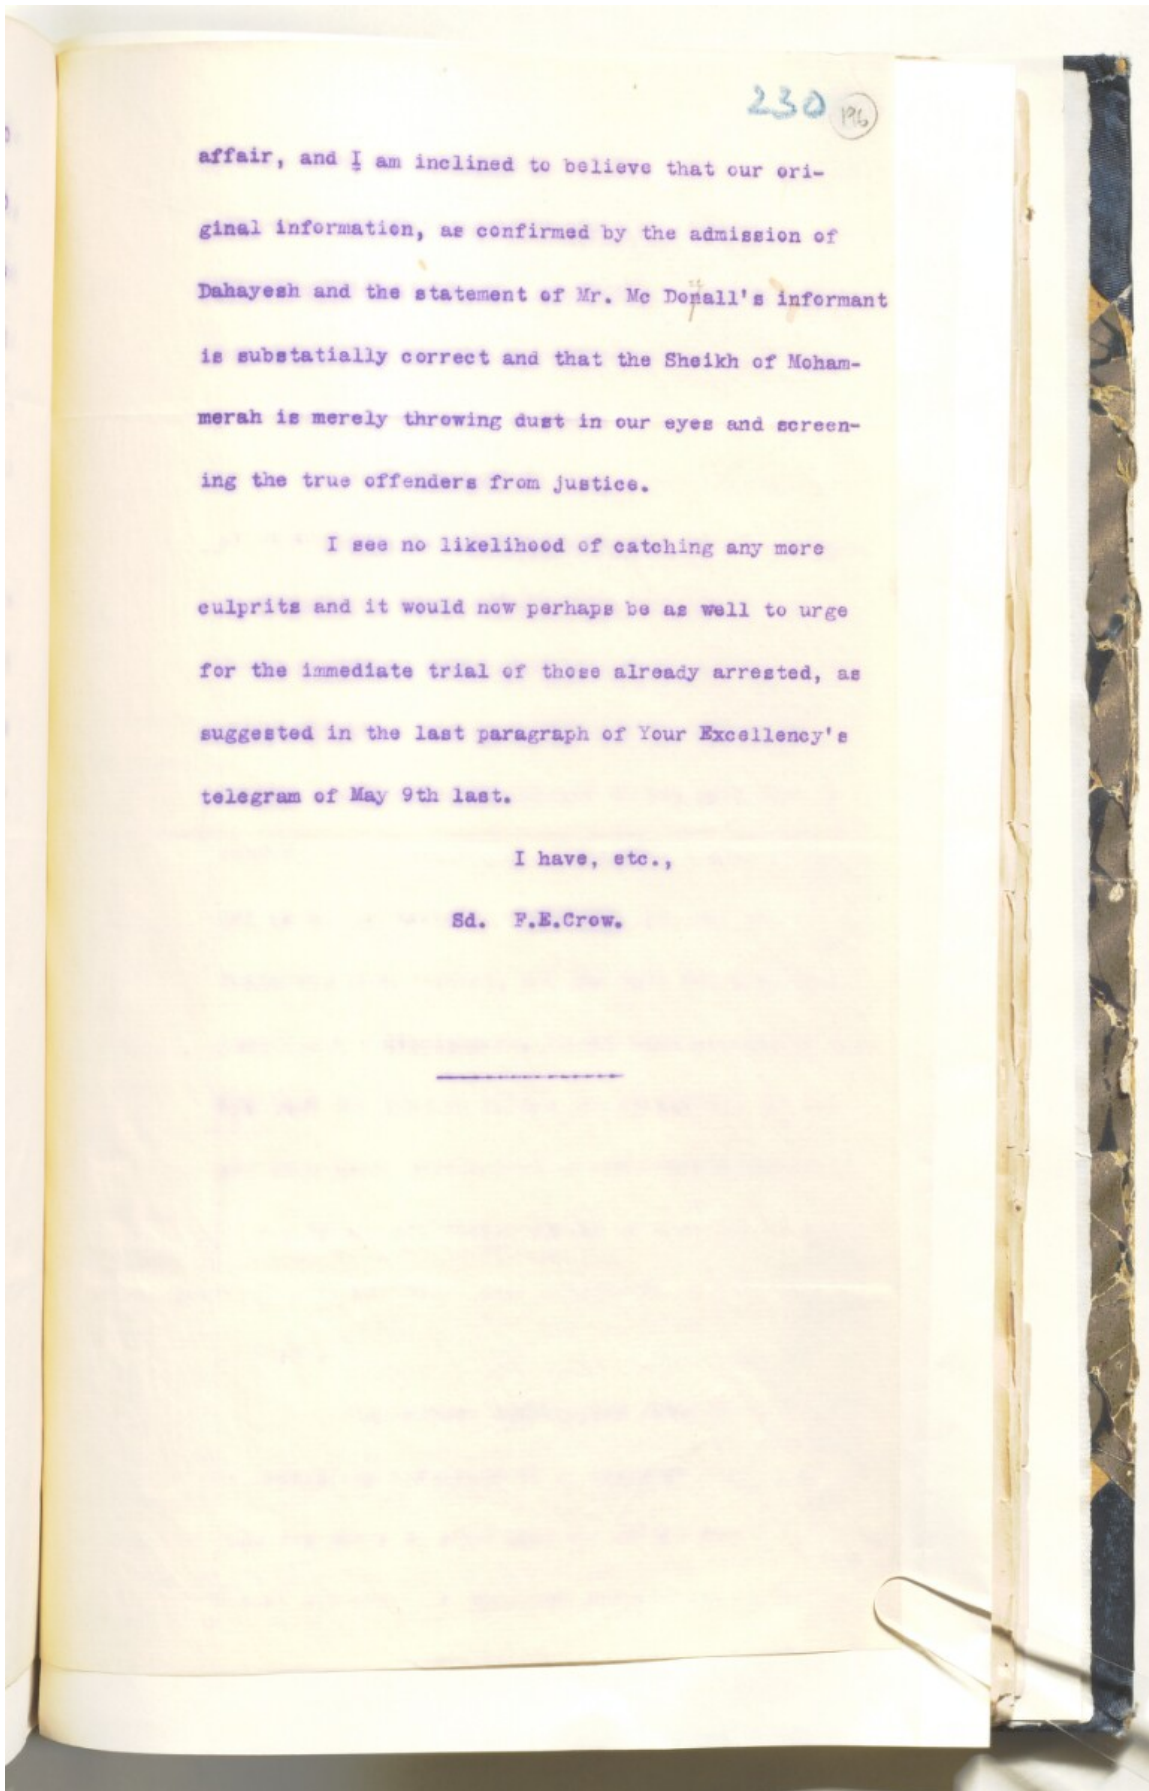 230 196
affair, and I am inclined to believe that our ori-
ginal information, as confirmed by the admission of
Dahayesh and the statement of Mr. Mc Donall's informant
is substatially correct and that the Sheikh of Moham-
merah is merely throwing dust in our eyes and screen-
ing the true offenders from justice.
I see no likelihood of catching any more
culprits and it would now perhaps be as well to urge
for the immediate trial of those already arrested, as
suggested in the last paragraph of Your Excellency's
telegram of May 9th last.
I have, etc.,
Sd. F.E.Crow.